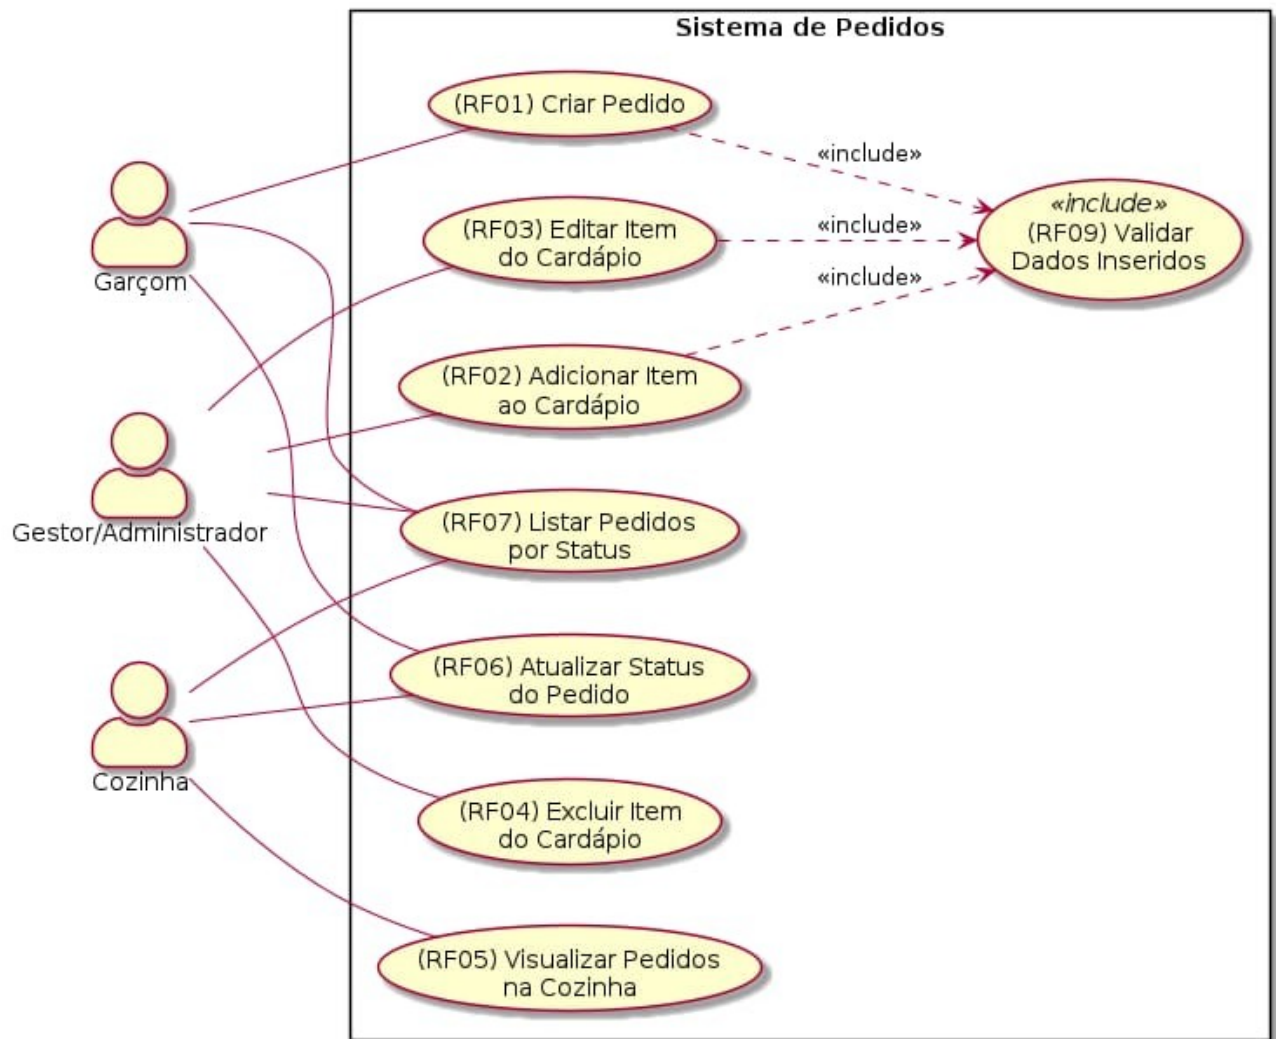 Sistema de Pedidos
(RF01) Criar Pedido
«include»
«include»
(RF09) Validar
Dados Inseridos
(RF03) Editar Item
do Cardápio
«include»
«include»
Garçom
(RF02) Adicionar Item
ao Cardápio
(RF07) Listar Pedidos
por Status
Gestor/Administrador
(RF06) Atualizar Status
do Pedido
Cozinha
(RF04) Excluir Item
do Cardápio
(RF05) Visualizar Pedidos
na Cozinha